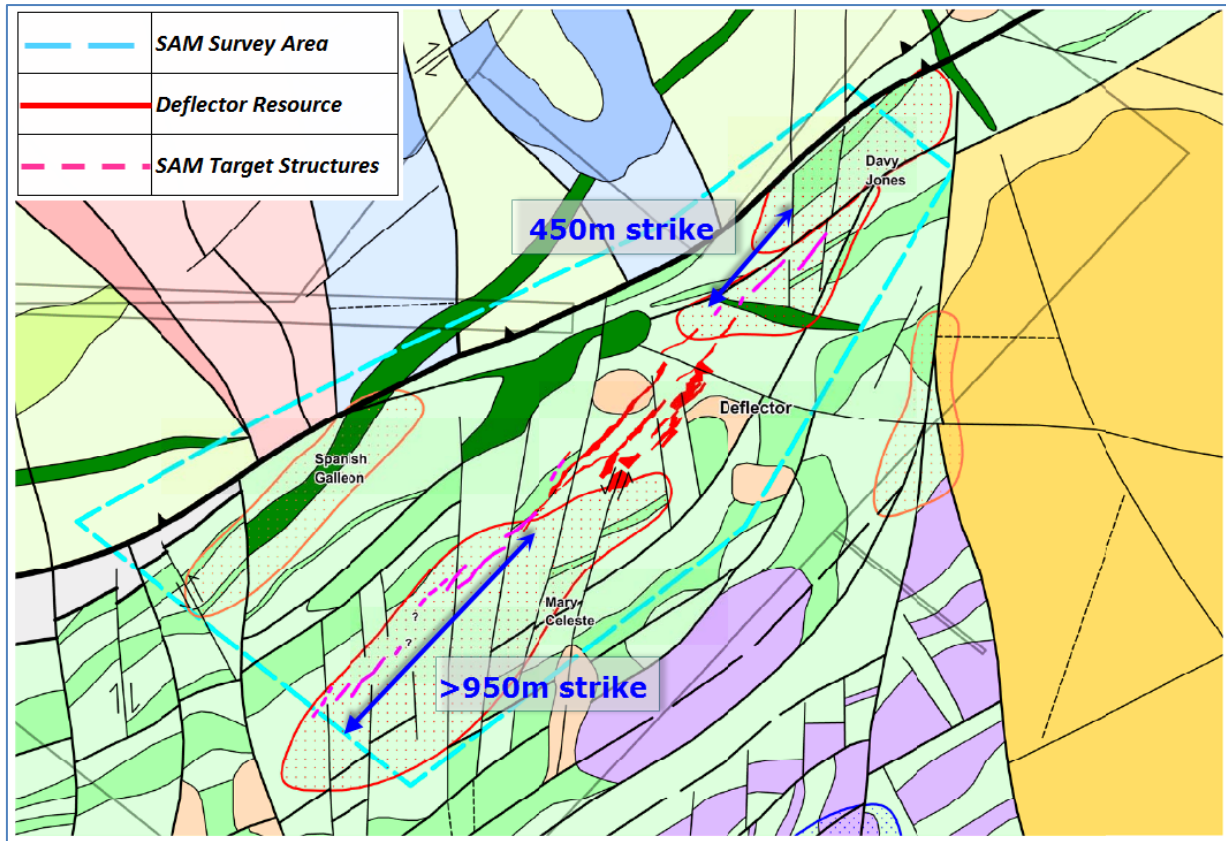 SAM Survey Area
Deflector Resource
SAM Target Structures
Davy
Jones
450m strike
Deflector
Spanish
Galleon
Mary
Celeste
?
?
>950m strike